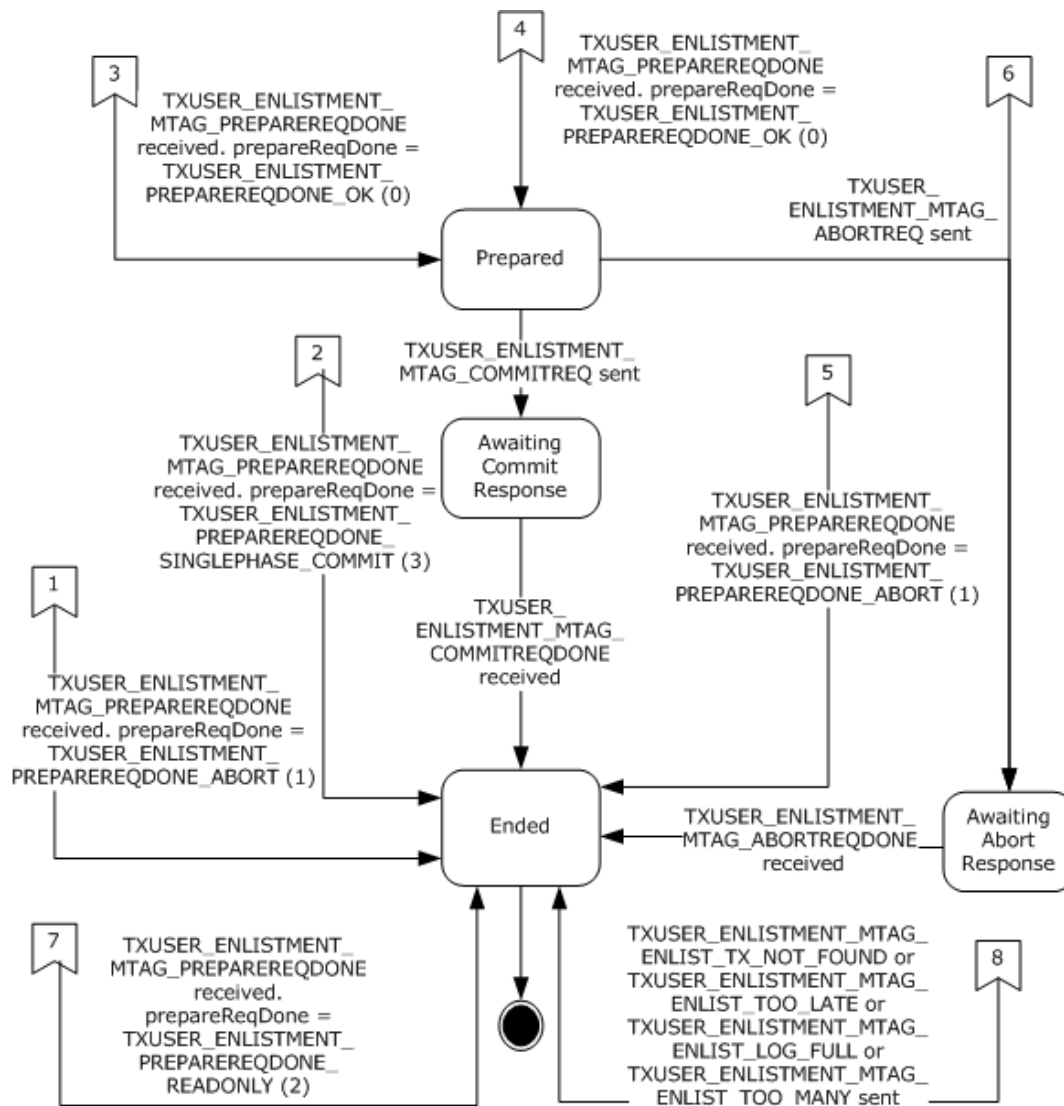 4
TXUSER_ENLISTMENT_
MTAG_PREPAREREQDONE
received. prepareReqDone =
TXUSER_ENLISTMENT_
PREPAREREQDONE_OK (0)
3
TXUSER_ENLISTMENT_
MTAG_PREPAREREQDONE
received. prepareReqDone =
TXUSER_ENLISTMENT_
PREPAREREQDONE_OK (0)
6
TXUSER_
ENLISTMENT_MTAG_
ABORTREQ sent
Prepared
TXUSER_ENLISTMENT_
MTAG_COMMITREQ sent
2
TXUSER_ENLISTMENT_
MTAG_PREPAREREQDONE
received. prepareReqDone =
TXUSER_ENLISTMENT_
PREPAREREQDONE_
SINGLEPHASE_COMMIT (3)
5
TXUSER_ENLISTMENT_
MTAG_PREPAREREQDONE
received. prepareReqDone =
TXUSER_ENLISTMENT_
PREPAREREQDONE_ABORT (1)
Awaiting
Commit
Response
TXUSER_
ENLISTMENT_MTAG_
COMMITREQDONE
received
1
TXUSER_ENLISTMENT_
MTAG_PREPAREREQDONE
received. prepareReqDone =
TXUSER_ENLISTMENT_
PREPAREREQDONE_ABORT (1)
Ended
TXUSER_ENLISTMENT_
MTAG_ABORTREQDONE
received
Awaiting
Abort
Response
7
TXUSER_ENLISTMENT_
MTAG_PREPAREREQDONE
received.
prepareReqDone =
TXUSER_ENLISTMENT_
PREPAREREQDONE_
READONLY (2)
TXUSER_ENLISTMENT_MTAG_
ENLIST_TX_NOT_FOUND or
TXUSER_ENLISTMENT_MTAG_
ENLIST_TOO_LATE or
TXUSER_ENLISTMENT_MTAG_
ENLIST_LOG_FULL or
TXUSER_ENLISTMENT_MTAG_
ENLIST_TOO_MANY sent
8